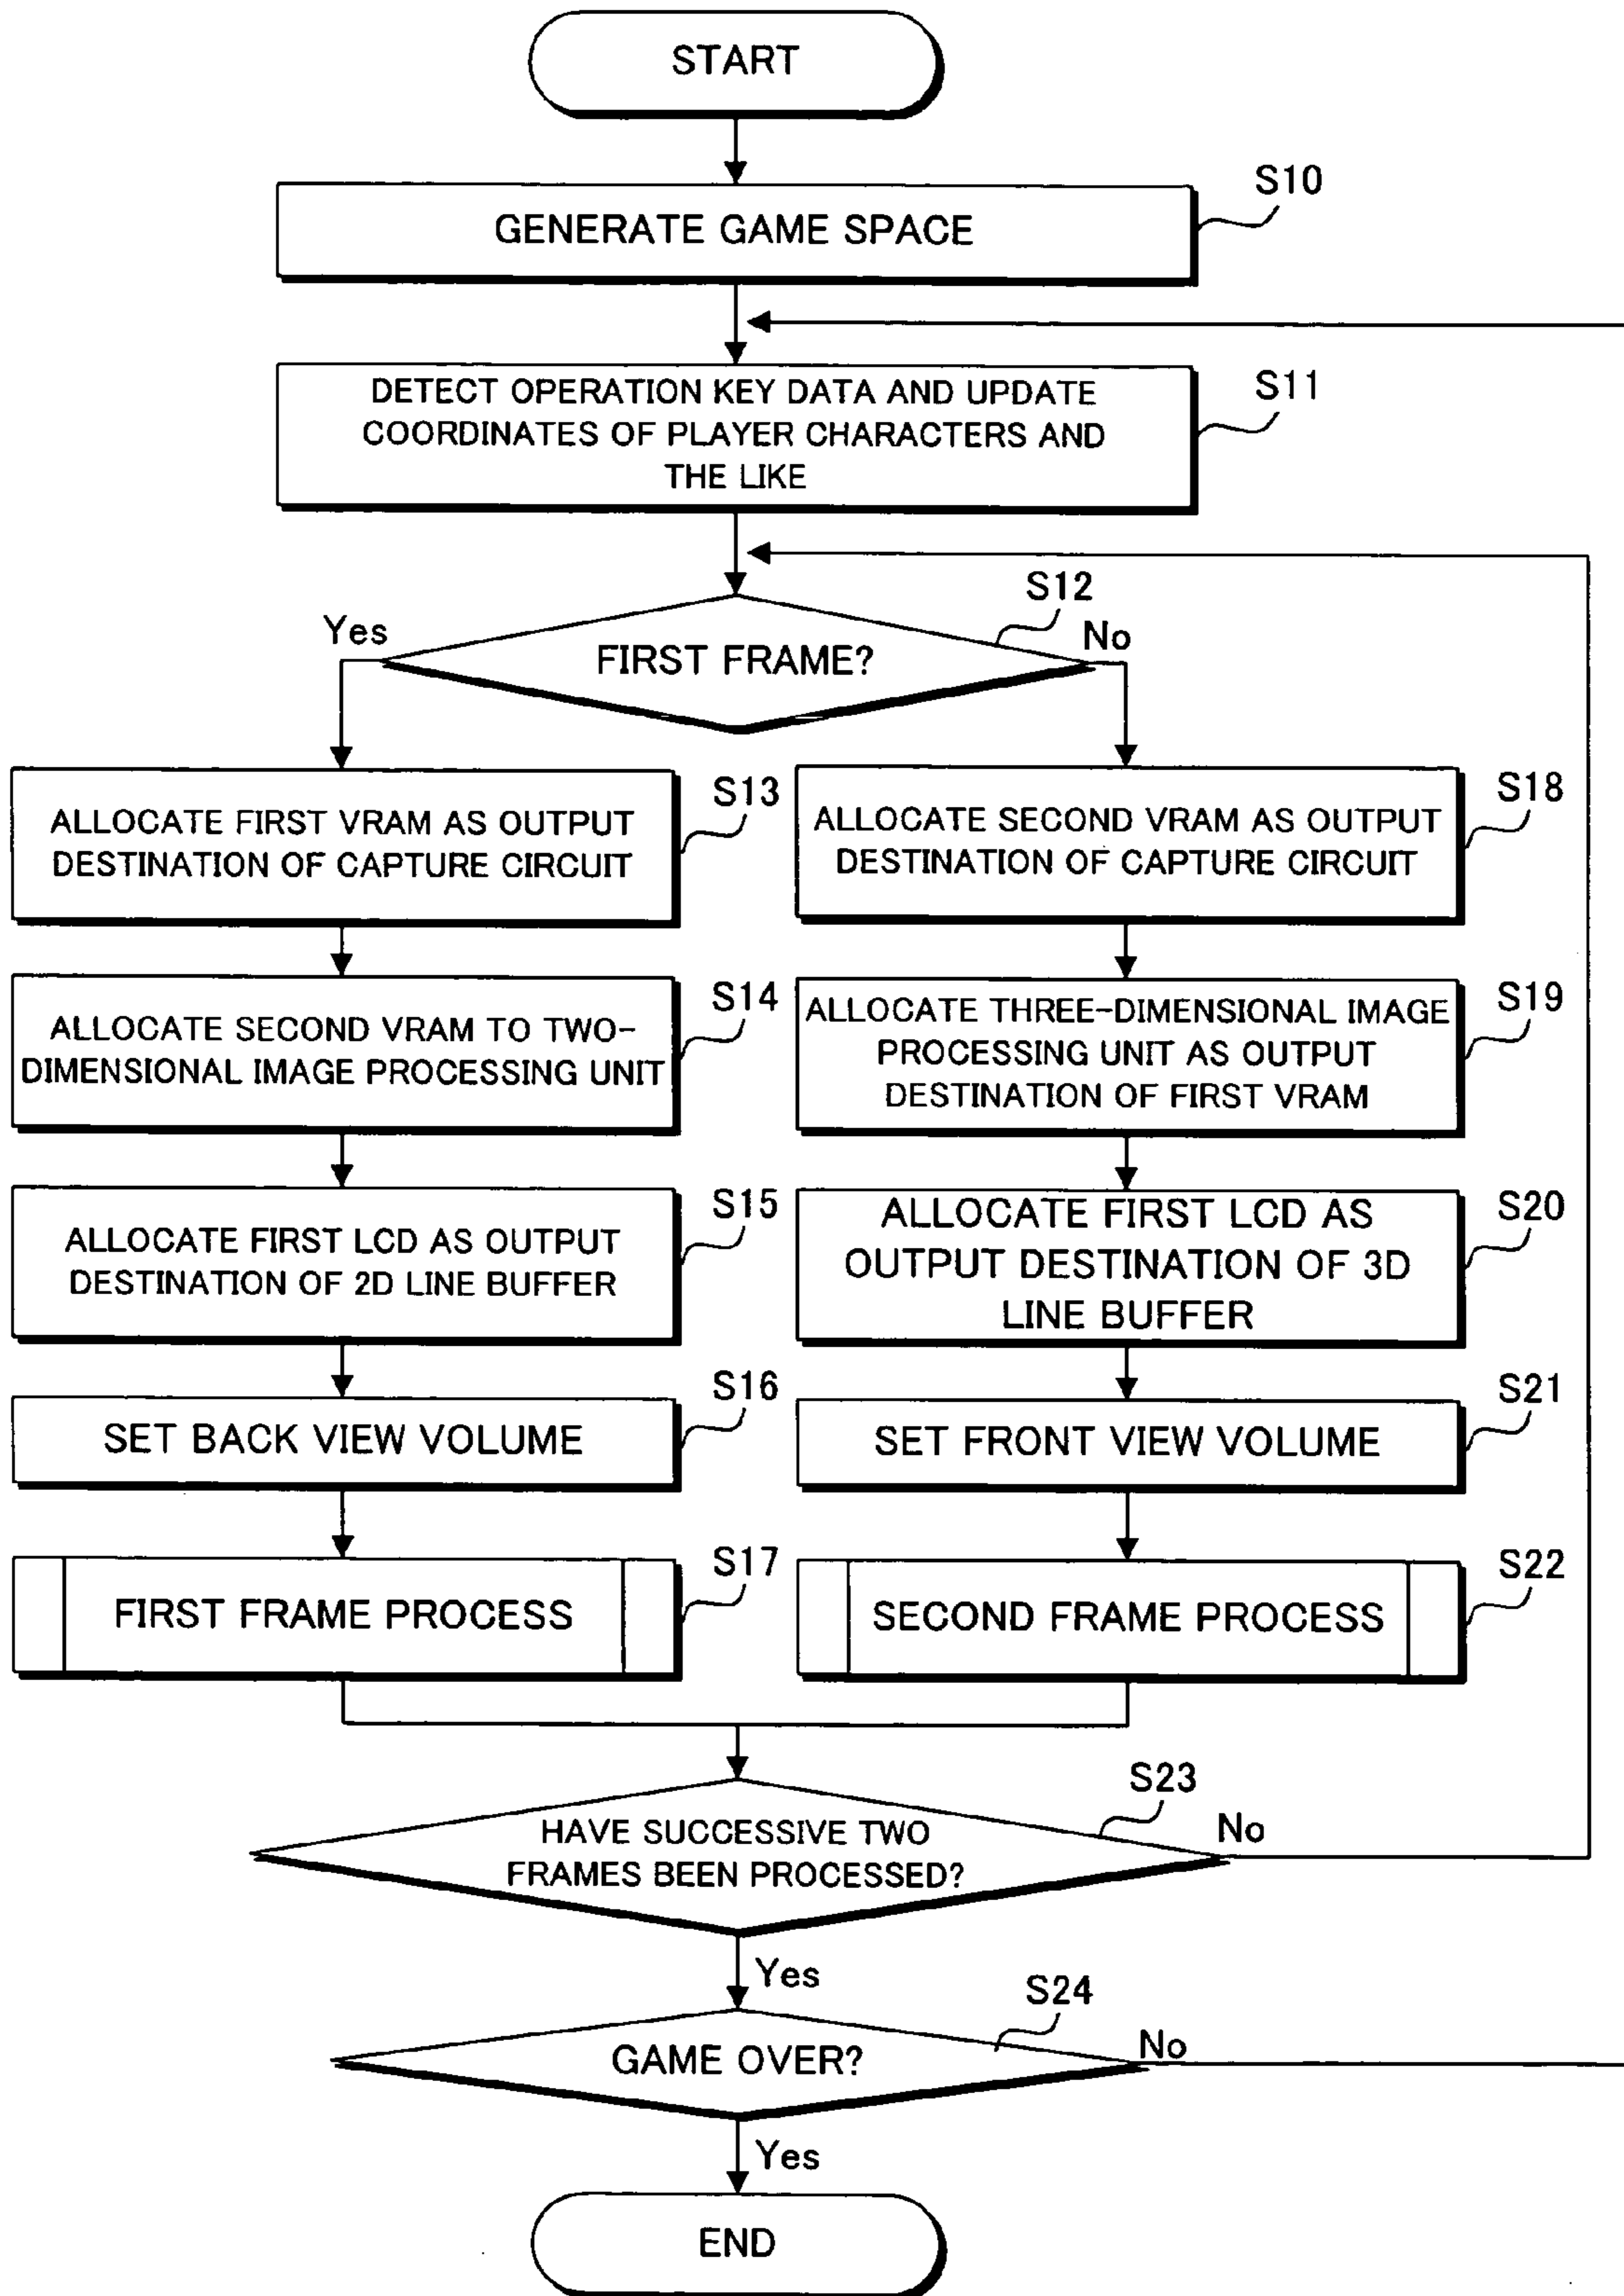 START
GENERATE GAME SPACE
S10
DETECT OPERATION KEY DATA AND UPDATE
COORDINATES OF PLAYER CHARACTERS AND
THE LIKE
S11
S12
Yes
FIRST FRAME?
No
ALLOCATE FIRST VRAM AS OUTPUT
DESTINATION OF CAPTURE CIRCUIT
S13
ALLOCATE SECOND VRAM AS OUTPUT
DESTINATION OF CAPTURE CIRCUIT
S18
ALLOCATE SECOND VRAM TO TWO-
DIMENSIONAL IMAGE PROCESSING UNIT
S14
ALLOCATE THREE-DIMENSIONAL IMAGE
PROCESSING UNIT AS OUTPUT
DESTINATION OF FIRST VRAM
S19
ALLOCATE FIRST LCD AS OUTPUT
DESTINATION OF 2D LINE BUFFER
S15
ALLOCATE FIRST LCD AS
OUTPUT DESTINATION OF 3D
LINE BUFFER
S20
SET BACK VIEW VOLUME
S16
SET FRONT VIEW VOLUME
S21
FIRST FRAME PROCESS
S17
SECOND FRAME PROCESS
S22
S23
HAVE SUCCESSIVE TWO
FRAMES BEEN PROCESSED?
No
Yes
S24
GAME OVER?
No
Yes
END